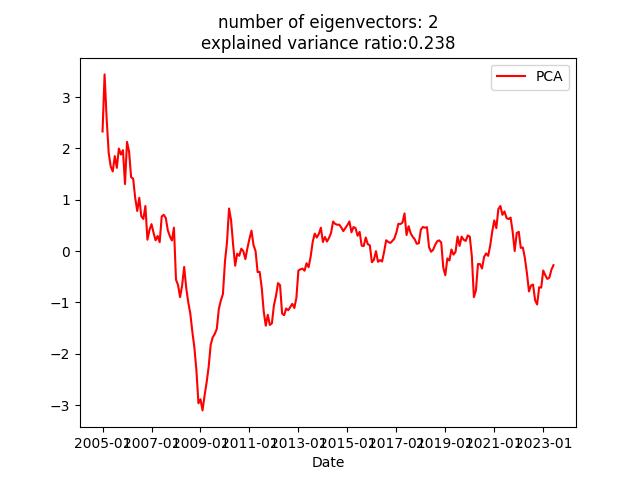 number of eigenvectors: 2
explained variance ratio:0.238
PCA
3
2
1
0
−1
−2
−3
2005-01 2007-01 2009-01 2011-01 2013-01 2015-01 2017-01 2019-01 2021-01 2023-01
Date